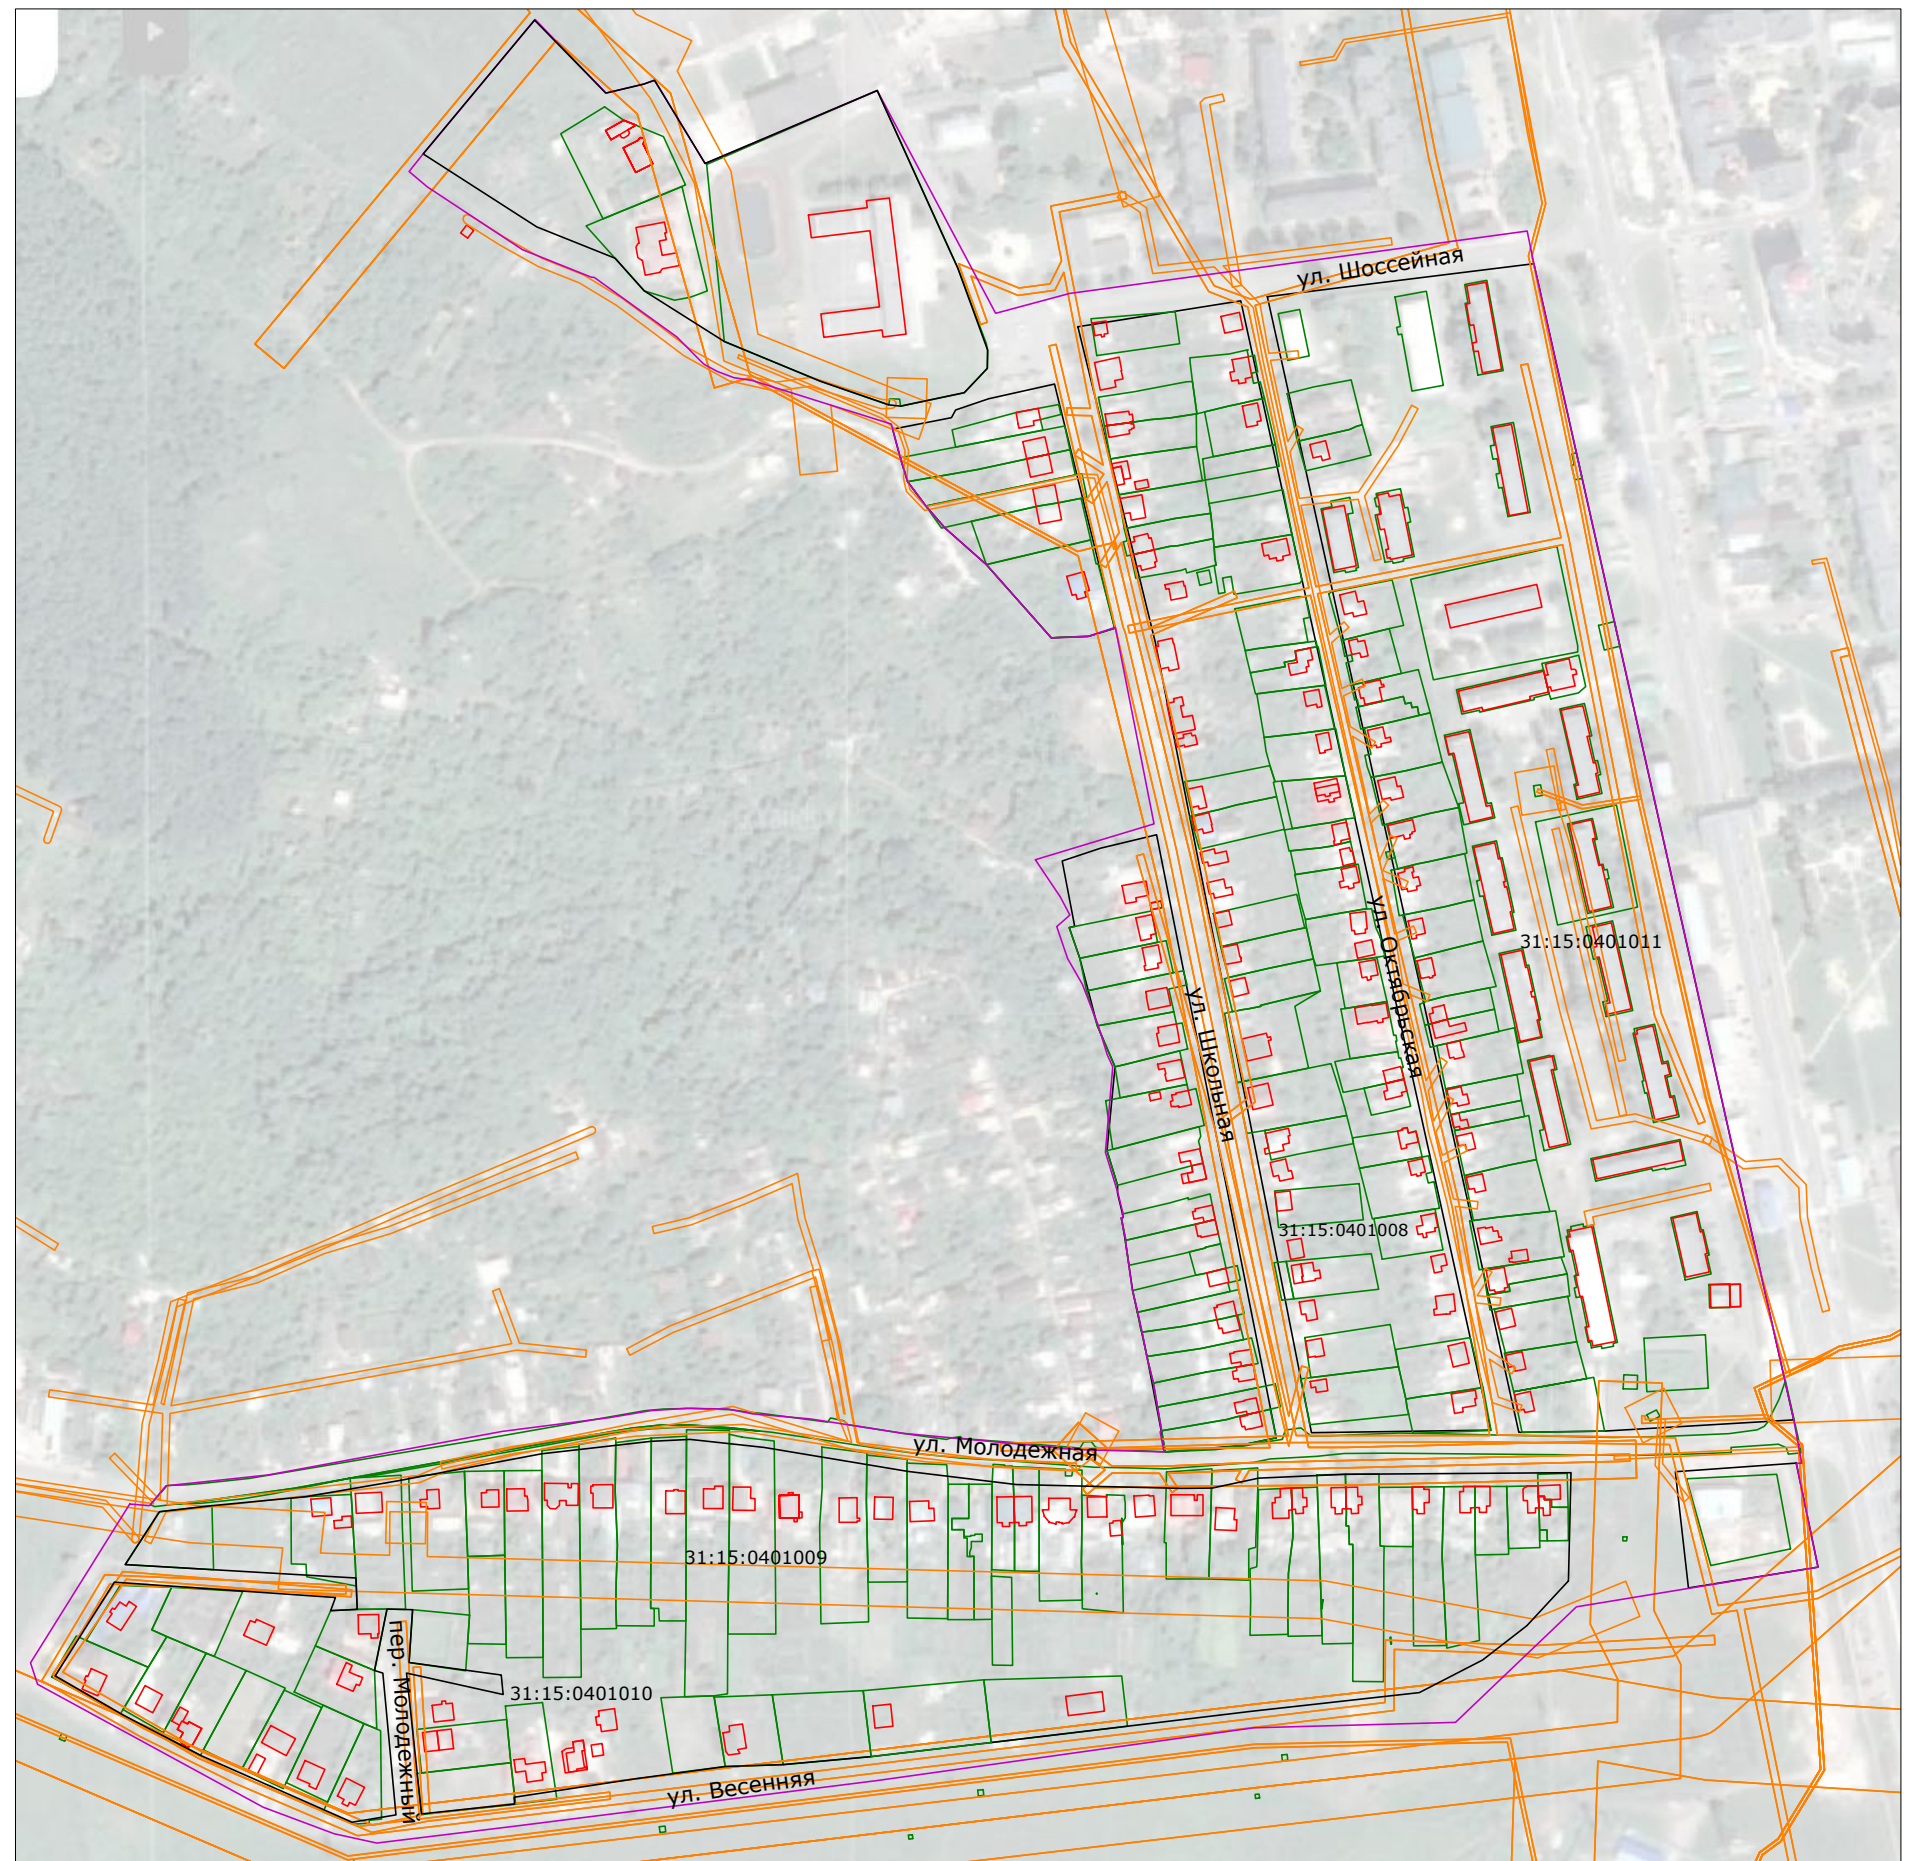 ул. Шоссейная
31:15:0401011
ул. Октябрьская
ул. Школьная
31:15:0401008
ул. Молодежная
31:15:0401009
31:15:0401010
пер. Молодежный
ул. Весенняя